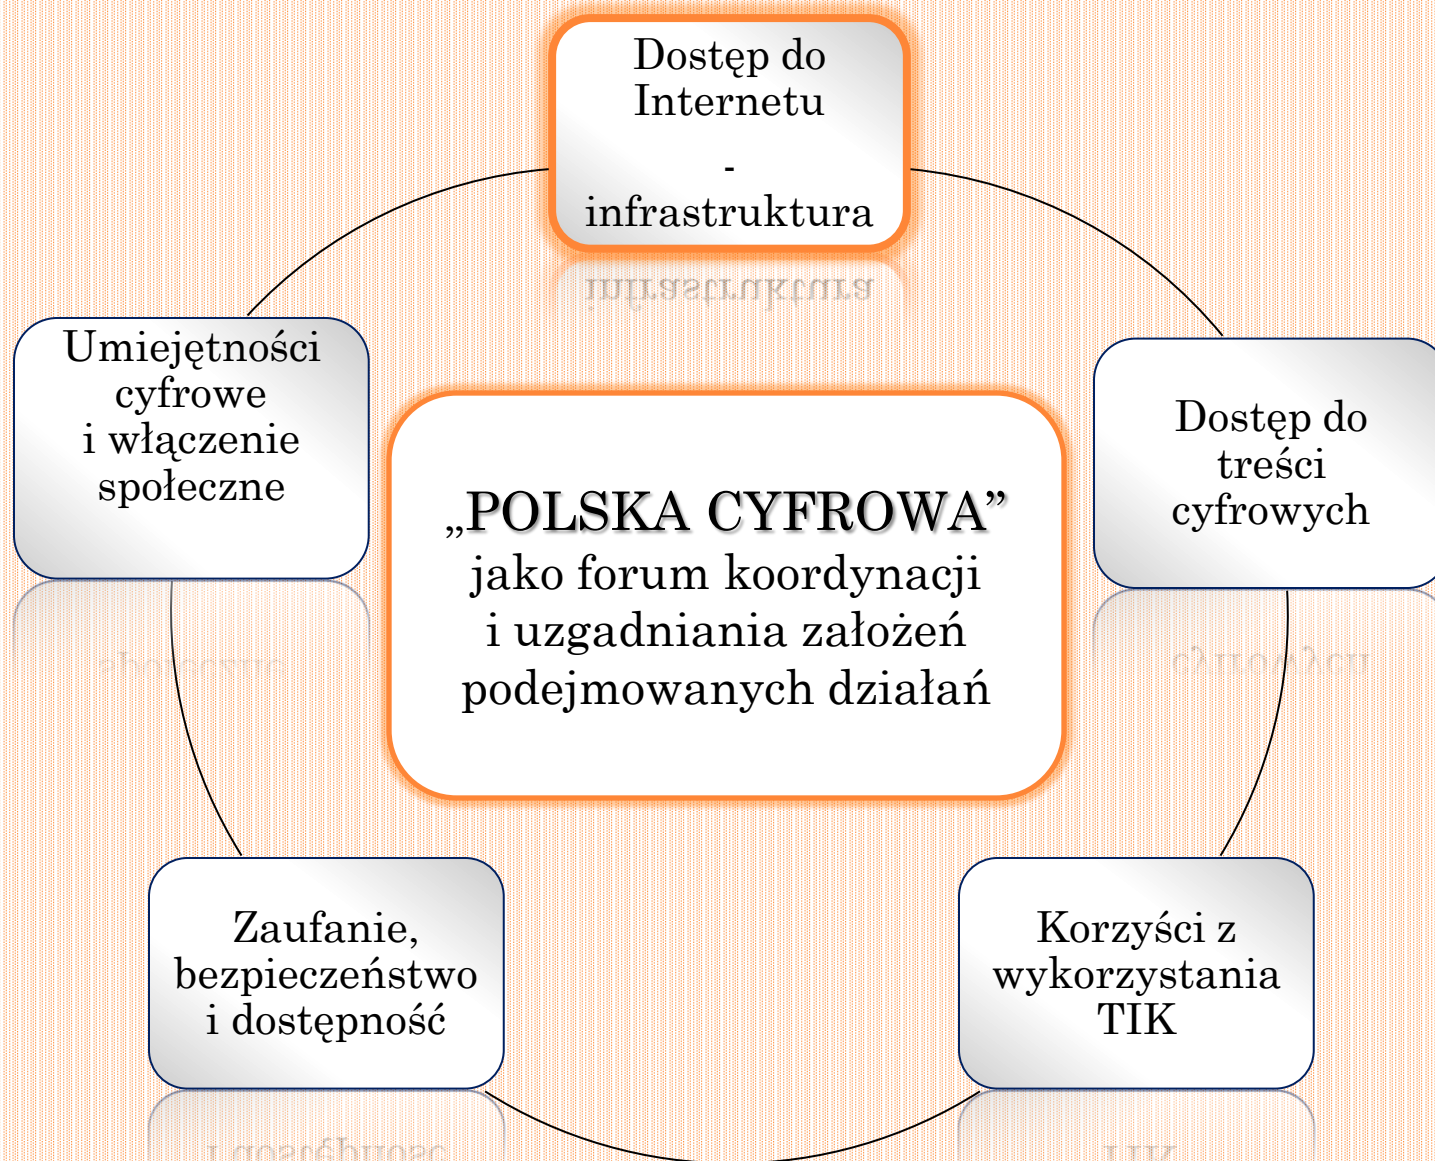 Dostęp do
Internetu
-
infrastruktura
Umiejętności
cyfrowe
i włączenie
społeczne
Dostęp do
treści
cyfrowych
„POLSKA CYFROWA”
jako forum koordynacji
i uzgadniania założeń
podejmowanych działań
Zaufanie,
bezpieczeństwo
i dostępność
Korzyści z
wykorzystania
TIK